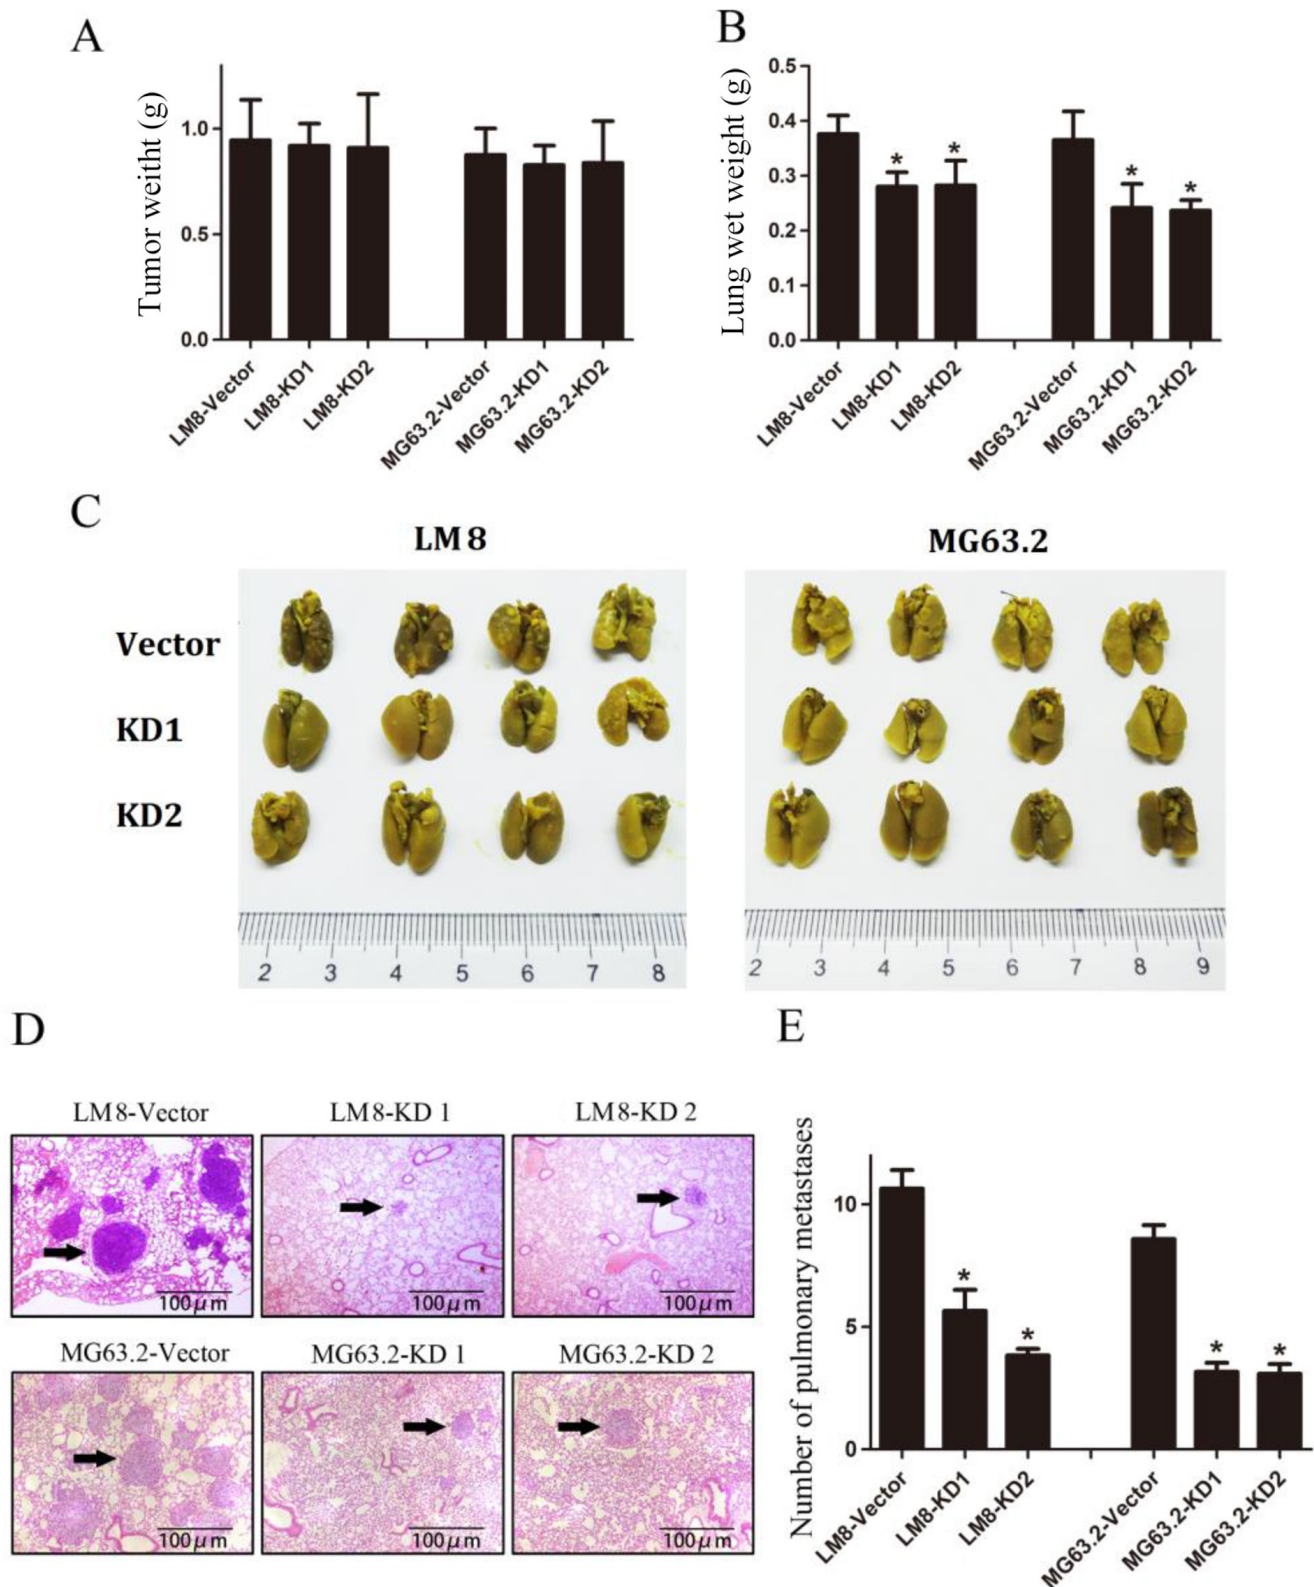 A
Tumor weitht (g)
1.0
0.5
0.0
LM8-Vector
LM8-KD1
LM8-KD2
MG63.2-Vector
MG63.2-KD1
MG63.2-KD2
B
Lung wet weight (g)
0.5
0.4
0.3
0.2
0.1
0.0
* * * *
LM8-Vector
LM8-KD1
LM8-KD2
MG63.2-Vector
MG63.2-KD1
MG63.2-KD2
C
LM8
MG63.2
Vector
KD1
KD2
2 3 4 5 6 7 8
2 3 4 5 6 7 8 9
D
LM8-Vector
LM8-KD 1
LM8-KD 2
100μm
100μm
100μm
MG63.2-Vector
MG63.2-KD 1
MG63.2-KD 2
100μm
100μm
100μm
E
Number of pulmonary metastases
10
5
0
* * * *
LM8-Vector
LM8-KD1
LM8-KD2
MG63.2-Vector
MG63.2-KD1
MG63.2-KD2